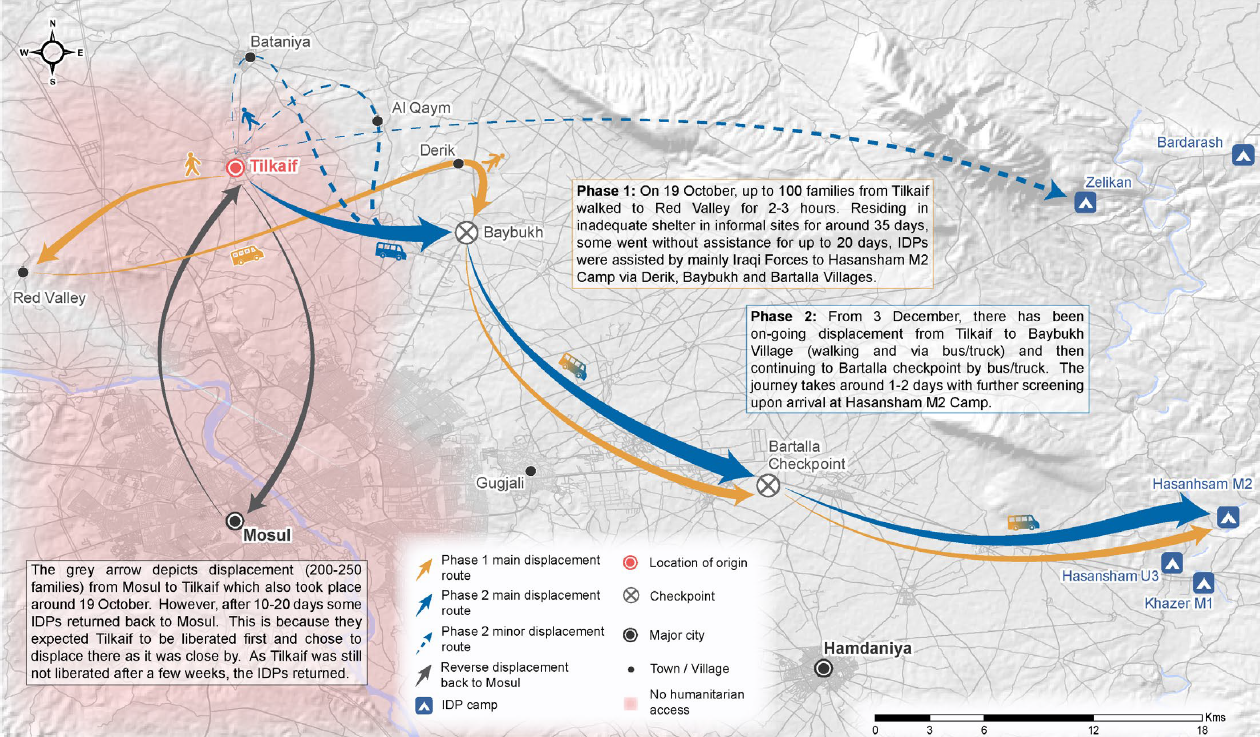 N
W E
S
Bataniya
Al Qaym
Derik
Bardarash
Tilkaif
Zelikan
Phase 1: On 19 October, up to 100 families from Tilkaif
walked to Red Valley for 2-3 hours. Residing in
inadequate shelter in informal sites for around 35 days,
some went without assistance for up to 20 days, IDPs
were assisted by mainly Iraqi Forces to Hasansham M2
Camp via Derik, Baybukh and Bartalla Villages.
Baybukh
Red Valley
Phase 2: From 3 December, there has been
on-going displacement from Tilkaif to Baybukh
Village (walking and via bus/truck) and then
continuing to Bartalla checkpoint by bus/truck. The
journey takes around 1-2 days with further screening
upon arrival at Hasansham M2 Camp.
Bartalla
Checkpoint
Gugjali
Hasanhsam M2
Mosul
Hasansham U3
Khazer M1
The grey arrow depicts displacement (200-250
families) from Mosul to Tilkaif which also took place
around 19 October. However, after 10-20 days some
IDPs returned back to Mosul. This is because they
expected Tilkaif to be liberated first and chose to
displace there as it was close by. As Tilkaif was still
not liberated after a few weeks, the IDPs returned.
Phase 1 main displacement
route
Phase 2 main displacement
route
Phase 2 minor displacement
route
Reverse displacement
back to Mosul
IDP camp
Location of origin
Checkpoint
Major city
Town / Village
No humanitarian
access
Hamdaniya
Kms
0 3 6 12 18